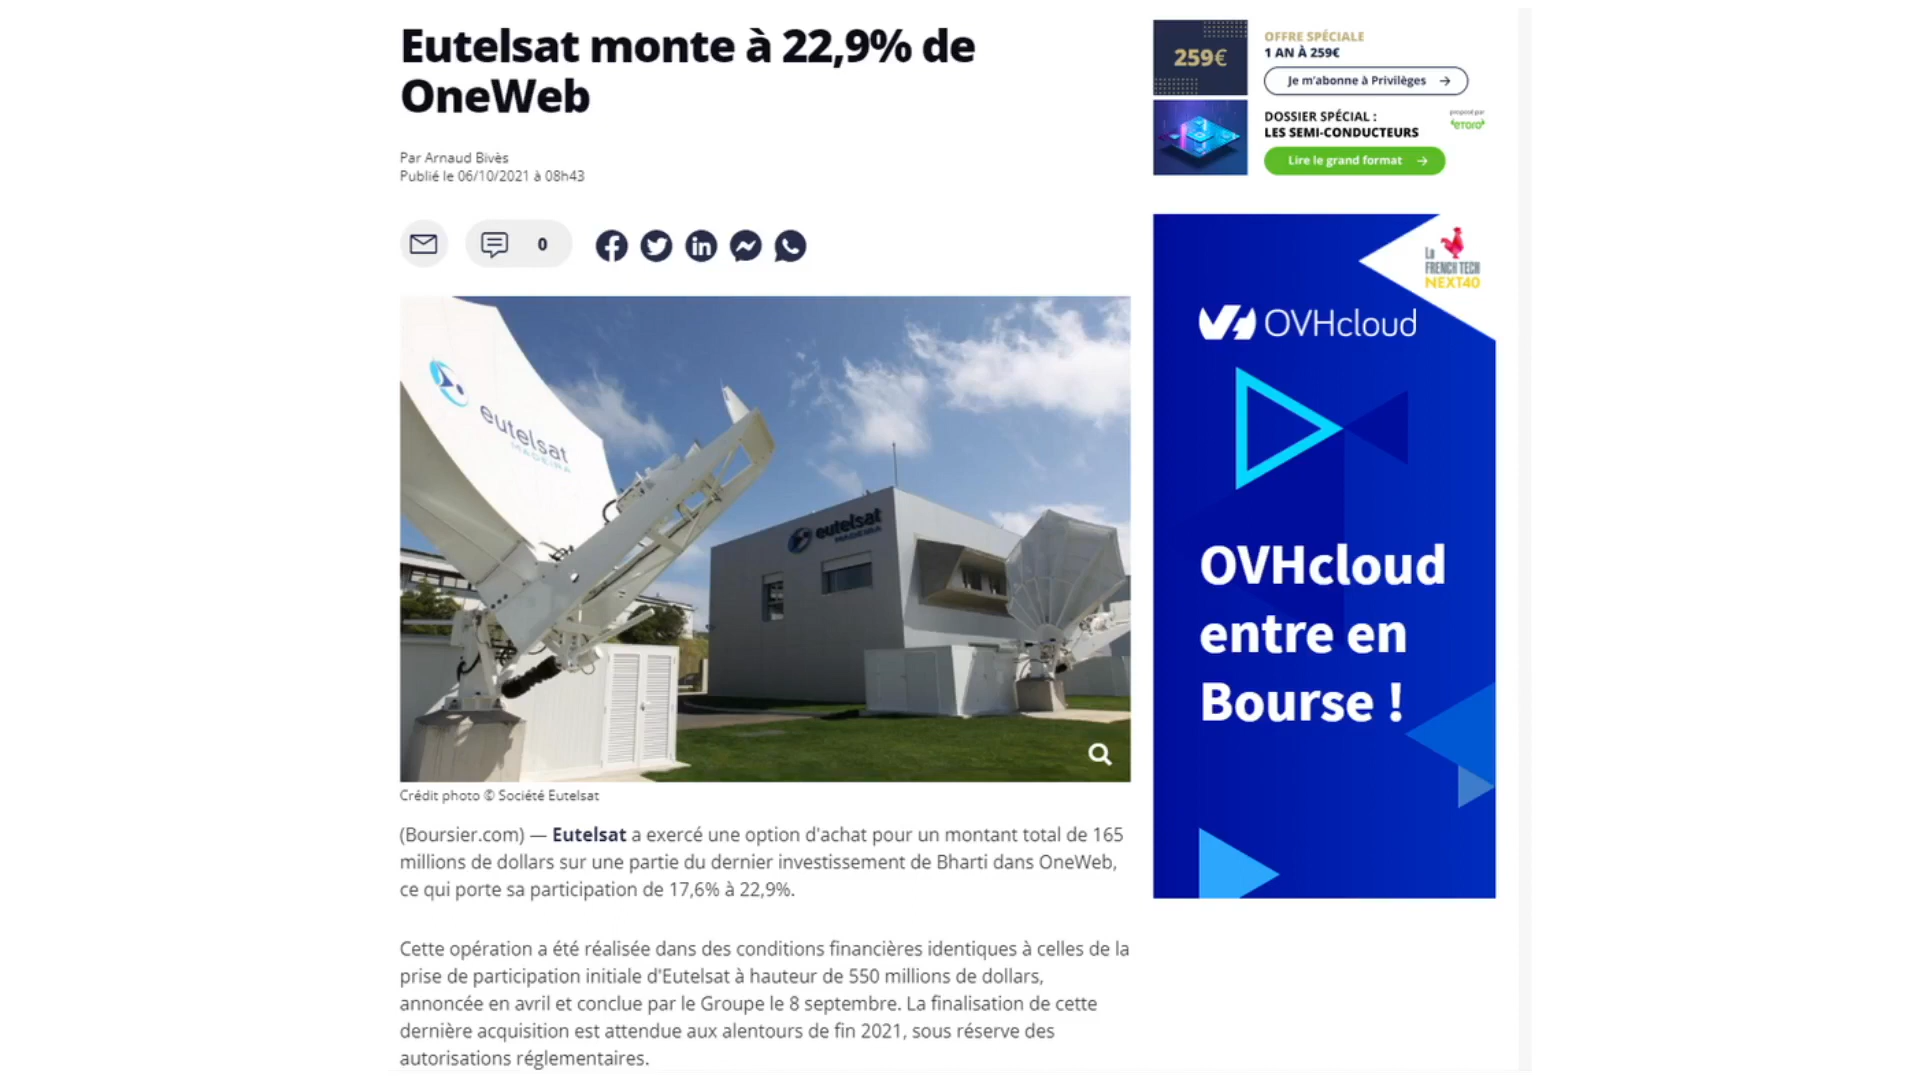 Eutelsat monte à 22,9% de
OneWeb
Par Arnaud Bivès
Publié le 06/10/2021 à 08h43
0
eutelsat
MADEIRA
eutelsat
MADEIRA
Crédit photo © Société Eutelsat
(Boursier.com) — Eutelsat a exercé une option d'achat pour un montant total de 165
millions de dollars sur une partie du dernier investissement de Bharti dans OneWeb,
ce qui porte sa participation de 17,6% à 22,9%.
Cette opération a été réalisée dans des conditions financières identiques à celles de la
prise de participation initiale d'Eutelsat à hauteur de 550 millions de dollars,
annoncée en avril et conclue par le Groupe le 8 septembre. La finalisation de cette
dernière acquisition est attendue aux alentours de fin 2021, sous réserve des
autorisations réglementaires.
259€
OFFRE SPÉCIALE
1 AN À 259€
Je m'abonne à Privilèges →
DOSSIER SPÉCIAL :
LES SEMI-CONDUCTEURS
proposé par
eToro
Lire le grand format →
La
FRENCH TECH
NEXT40
OVHcloud
OVHcloud
entre en
Bourse !